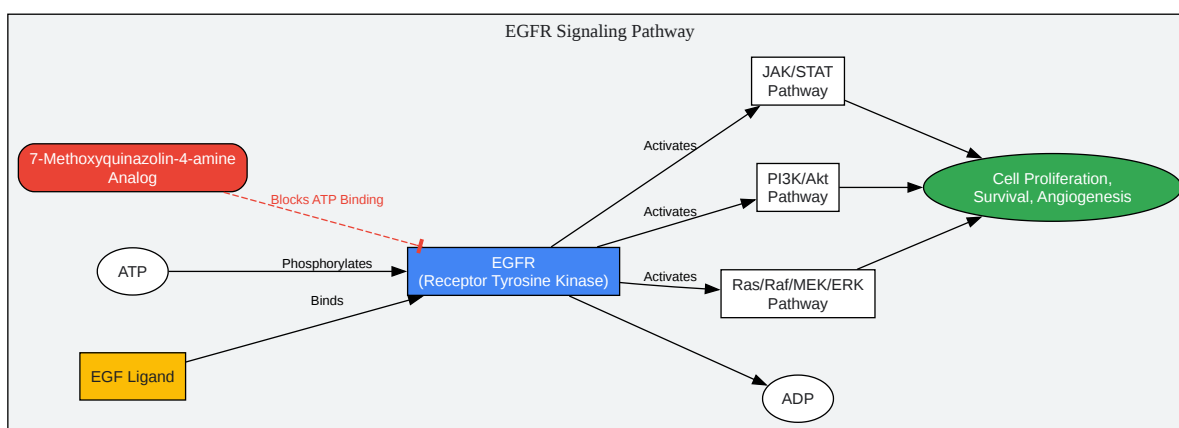 EGFR Signaling Pathway
JAK/STAT
Pathway
7-Methoxyquinazolin-4-amine
Analog
Activates
Blocks ATP Binding
PI3K/Akt
Pathway
Activates
Cell Proliferation,
Survival, Angiogenesis
ATP
Phosphorylates
EGFR
(Receptor Tyrosine Kinase)
Activates
Ras/Raf/MEK/ERK
Pathway
Binds
EGF Ligand
ADP